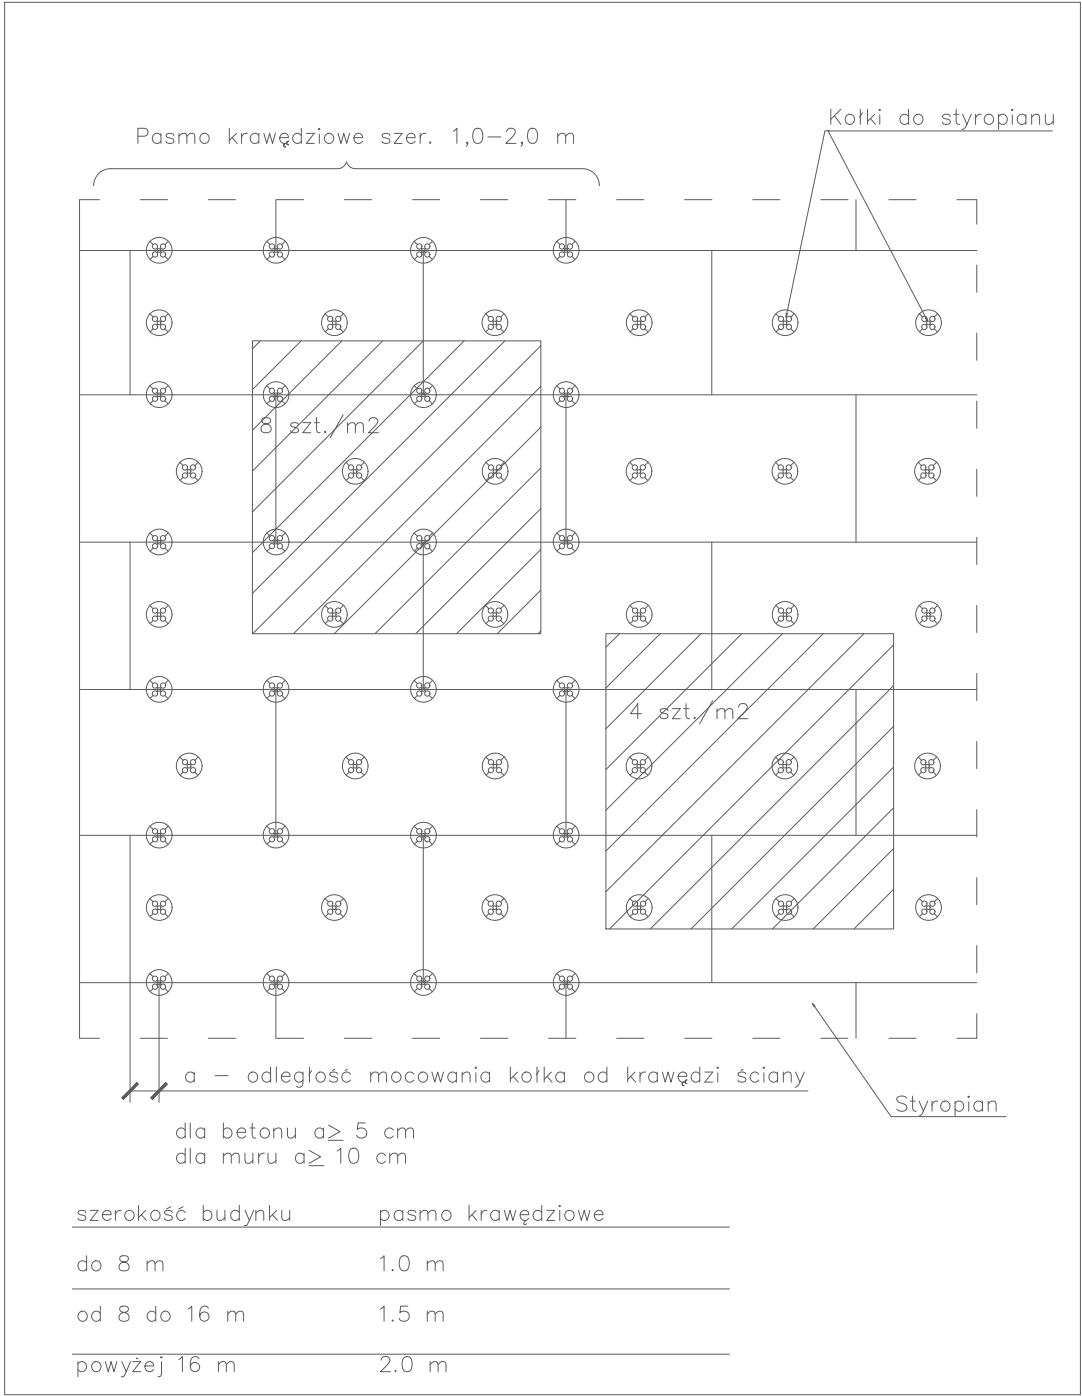 Kołki do styropianu
Pasmo krawędziowe szer. 1,0-2,0 m
8 szt./m2
4 szt./m2
a - odległość mocowania kołka od krawędzi ściany
Styropian
dla betonu a≥ 5 cm
dla muru a≥ 10 cm
szerokość budynku pasmo krawędziowe
do 8 m 1.0 m
od 8 do 16 m 1.5 m
powyżej 16 m 2.0 m